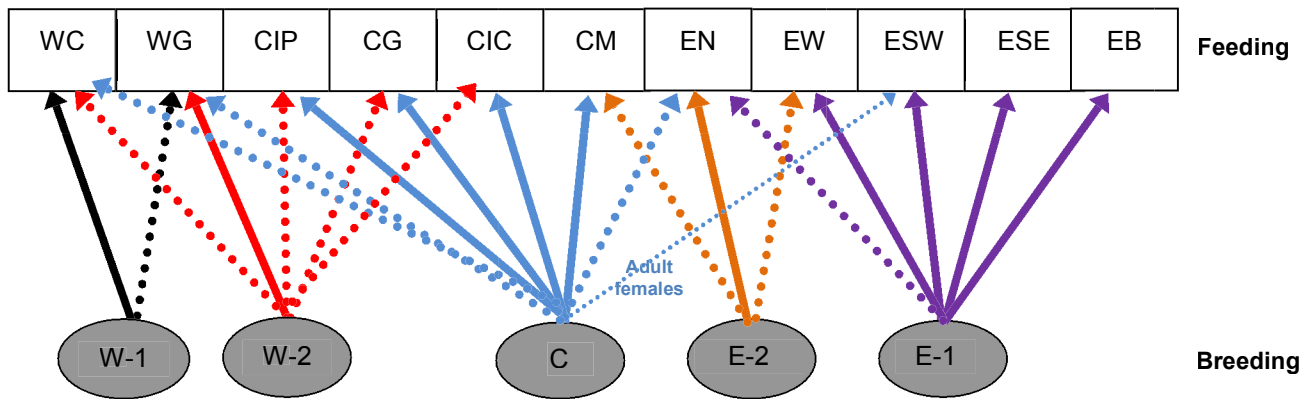 WC WG CIP CG CIC CM EN EW ESW ESE EB Feeding
Adult
females
W-1 W-2 C E-2 E-1 Breeding